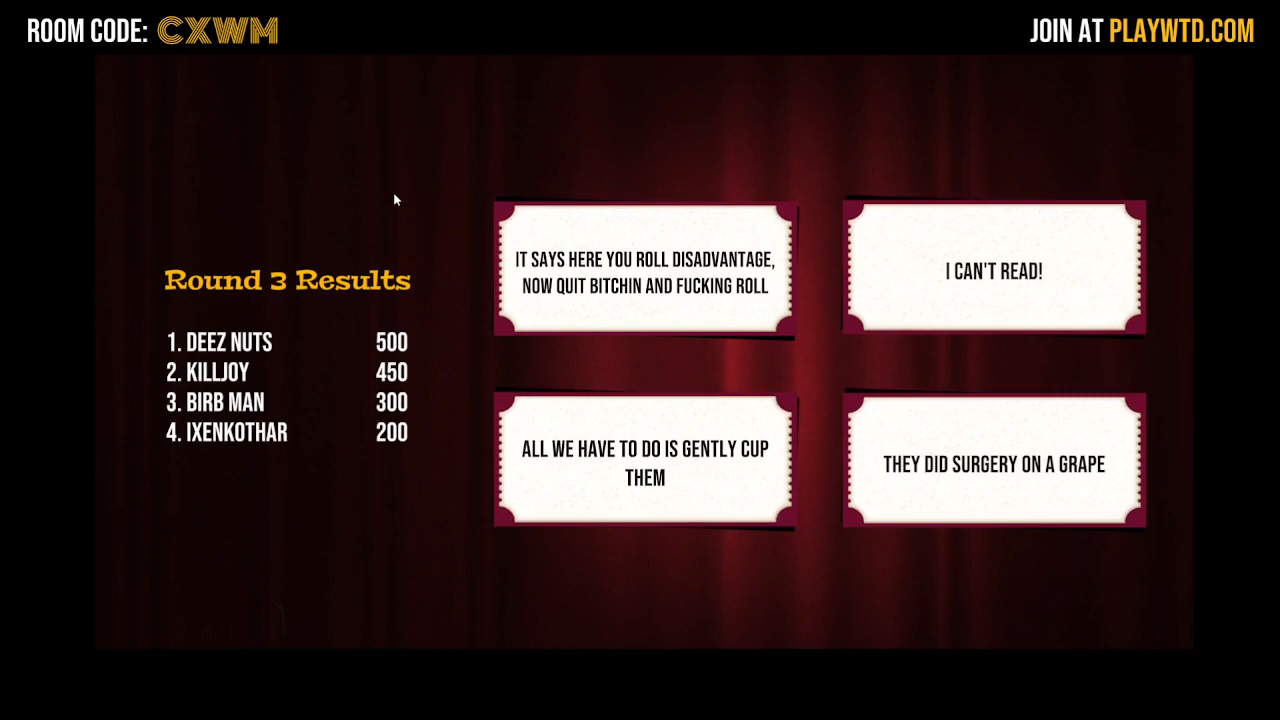 ROOM CODE: CXWM
JOIN AT PLAYWTD.COM
Round 3 Results
1. DEEZ NUTS 500
2. KILLJOY 450
3. BIRB MAN 300
4. IXENKOTHAR 200
IT SAYS HERE YOU ROLL DISADVANTAGE,
NOW QUIT BITCHIN AND FUCKING ROLL
I CAN'T READ!
ALL WE HAVE TO DO IS GENTLY CUP
THEM
THEY DID SURGERY ON A GRAPE